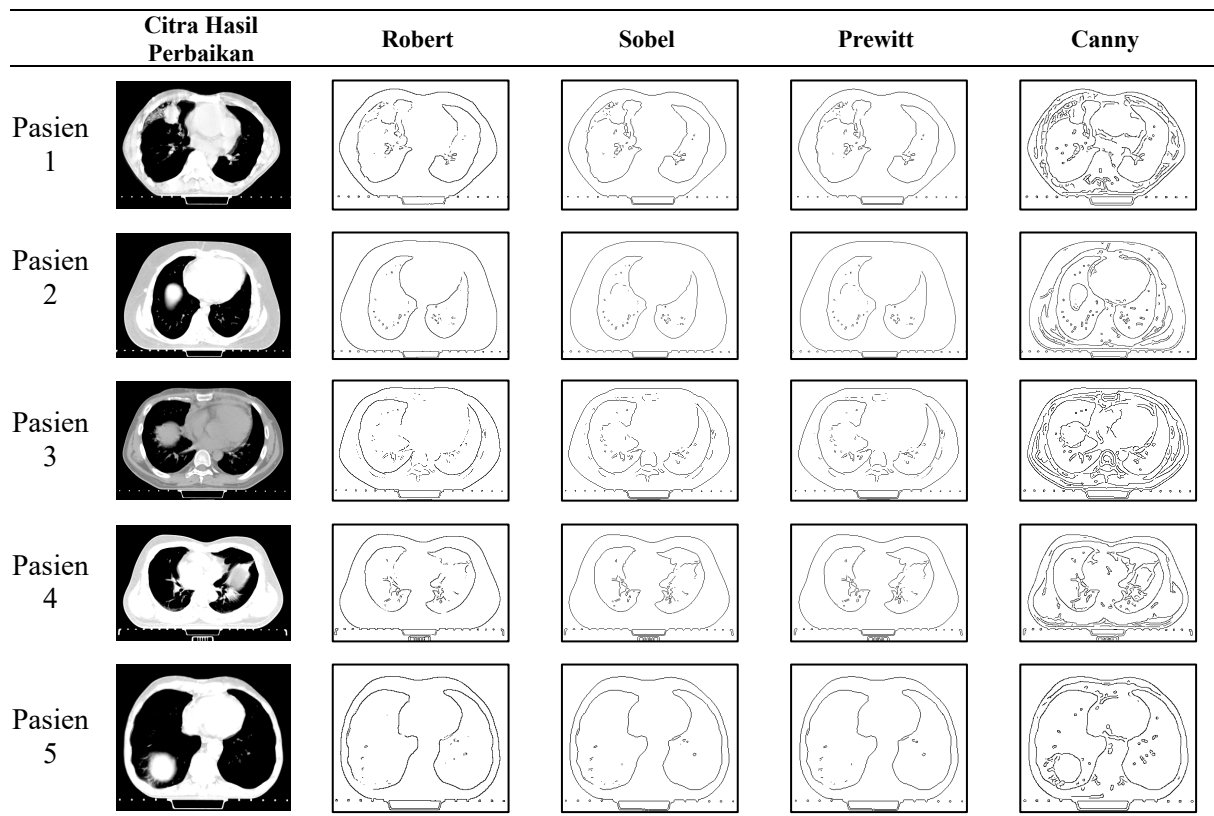 Citra Hasil
Perbaikan
Robert
Sobel
Prewitt
Canny
Pasien
1
Pasien
2
Pasien
3
Pasien
4
Pasien
5